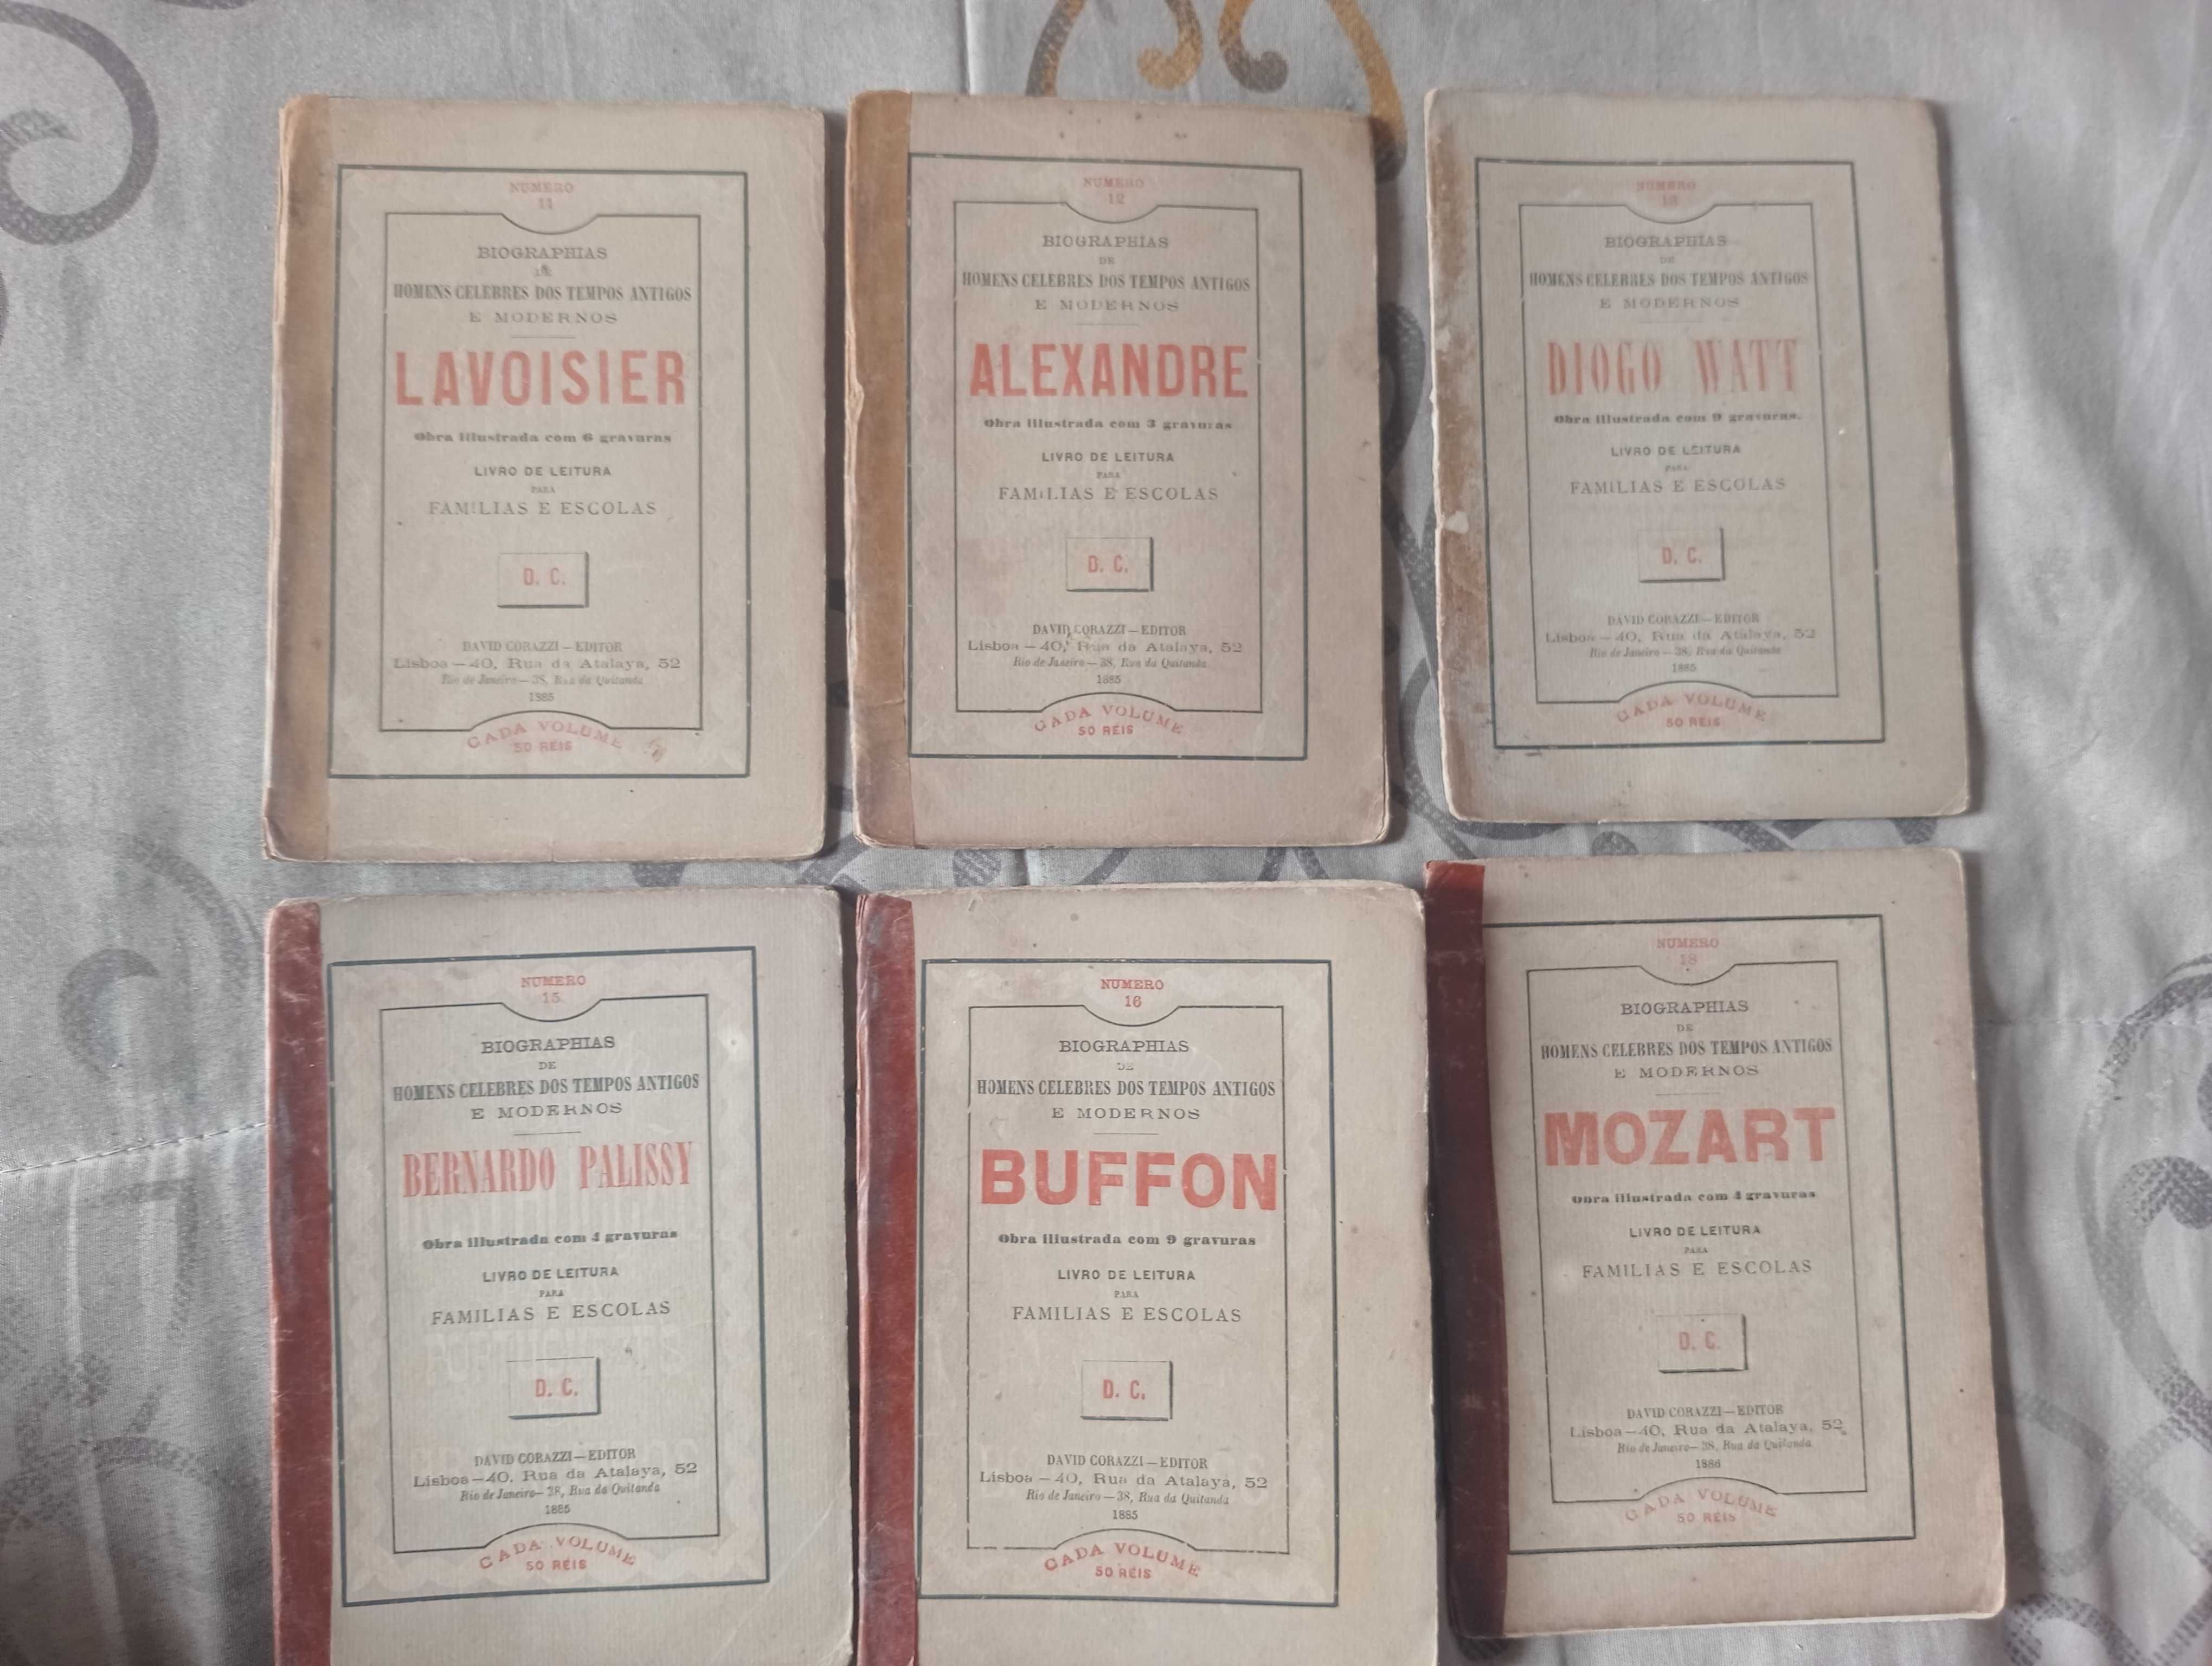 NUMERO
11
BIOGRAPHIAS
DE
HOMENS CELEBRES DOS TEMPOS ANTIGOS
E MODERNOS
LAVOISIER
Obra illustrada com 6 gravuras
LIVRO DE LEITURA
PARA
FAMILIAS E ESCOLAS
D. C.
DAVID CORAZZI — EDITOR
Lisboa — 40, Rua da Atalaya, 52
Rio de Janeiro — 38, Rua da Quitanda
1885
CADA VOLUME
50 RÉIS
NUMERO
12
BIOGRAPHIAS
DE
HOMENS CELEBRES DOS TEMPOS ANTIGOS
E MODERNOS
ALEXANDRE
Obra illustrada com 3 gravuras
LIVRO DE LEITURA
PARA
FAMILIAS E ESCOLAS
D. C.
DAVID CORAZZI — EDITOR
Lisboa — 40, Rua da Atalaya, 52
Rio de Janeiro — 38, Rua da Quitanda
1885
CADA VOLUME
50 RÉIS
NUMERO
BIOGRAPHIAS
DE
HOMENS CELEBRES DOS TEMPOS ANTIGOS
E MODERNOS
DIOGO WATT
Obra illustrada com 9 gravuras.
LIVRO DE LEITURA
PARA
FAMILIAS E ESCOLAS
D. C.
DAVID CORAZZI — EDITOR
Lisboa — 40, Rua da Atalaya, 52
Rio de Janeiro — 38, Rua da Quitanda
1885
CADA VOLUME
50 RÉIS
NUMERO
15
BIOGRAPHIAS
DE
HOMENS CELEBRES DOS TEMPOS ANTIGOS
E MODERNOS
BERNARDO PALISSY
Obra illustrada com 4 gravuras
LIVRO DE LEITURA
PARA
FAMILIAS E ESCOLAS
D. C.
DAVID CORAZZI — EDITOR
Lisboa — 40, Rua da Atalaya, 52
Rio de Janeiro — 38, Rua da Quitanda
1885
CADA VOLUME
50 RÉIS
NUMERO
16
BIOGRAPHIAS
DE
HOMENS CELEBRES DOS TEMPOS ANTIGOS
E MODERNOS
BUFFON
Obra illustrada com 9 gravuras
LIVRO DE LEITURA
PARA
FAMILIAS E ESCOLAS
D. C.
DAVID CORAZZI — EDITOR
Lisboa — 40, Rua da Atalaya, 52
Rio de Janeiro — 38, Rua da Quitanda
1885
CADA VOLUME
50 RÉIS
NUMERO
18
BIOGRAPHIAS
DE
HOMENS CELEBRES DOS TEMPOS ANTIGOS
E MODERNOS
MOZART
Obra illustrada com 4 gravuras
LIVRO DE LEITURA
PARA
FAMILIAS E ESCOLAS
D. C.
DAVID CORAZZI — EDITOR
Lisboa — 40, Rua da Atalaya, 52
Rio de Janeiro — 38, Rua da Quitanda
1886
CADA VOLUME
50 RÉIS